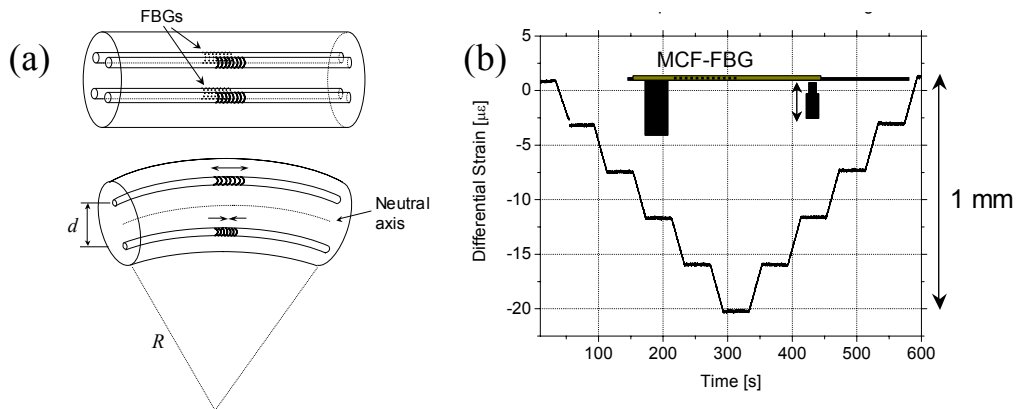 (a)
FBGs
Neutral
axis
d
R
(b)
MCF-FBG
Differential Strain [µε]
5
0
-5
-10
-15
-20
100 200 300 400 500 600
Time [s]
1 mm